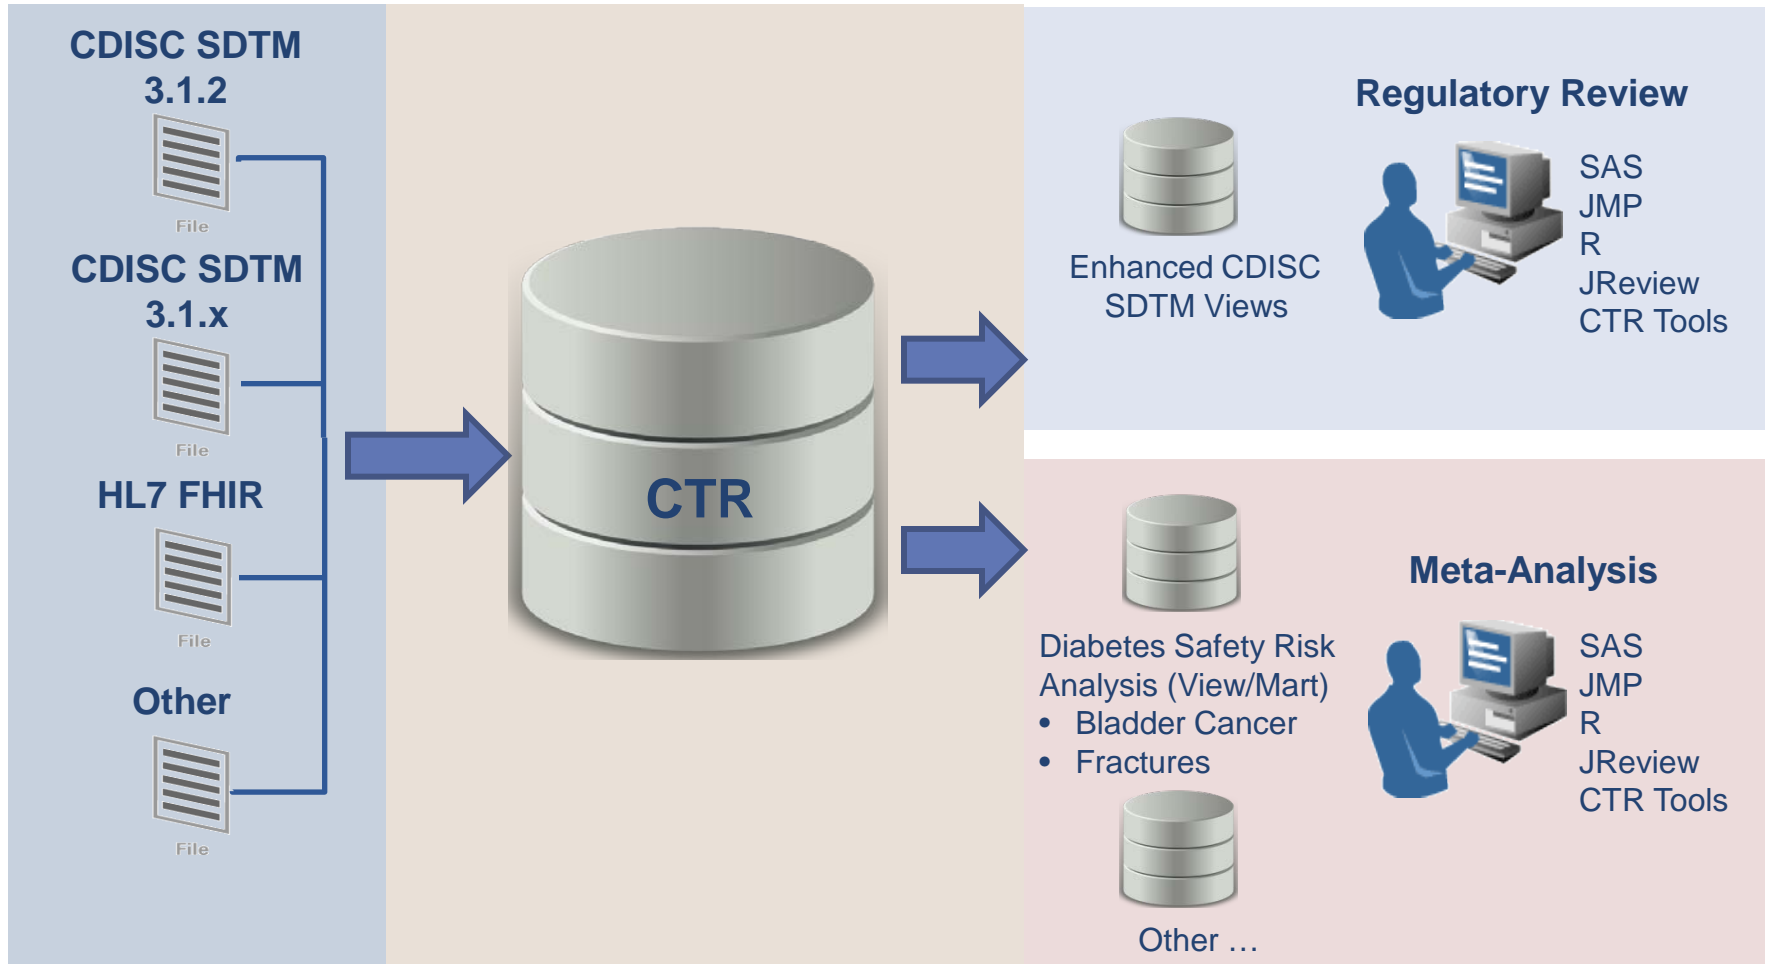 CDISC SDTM
3.1.2
File
CDISC SDTM
3.1.x
File
HL7 FHIR
File
Other
File
CTR
Enhanced CDISC
SDTM Views
Regulatory Review
SAS
JMP
R
JReview
CTR Tools
Diabetes Safety Risk
Analysis (View/Mart)
• Bladder Cancer
• Fractures
Other …
Meta-Analysis
SAS
JMP
R
JReview
CTR Tools